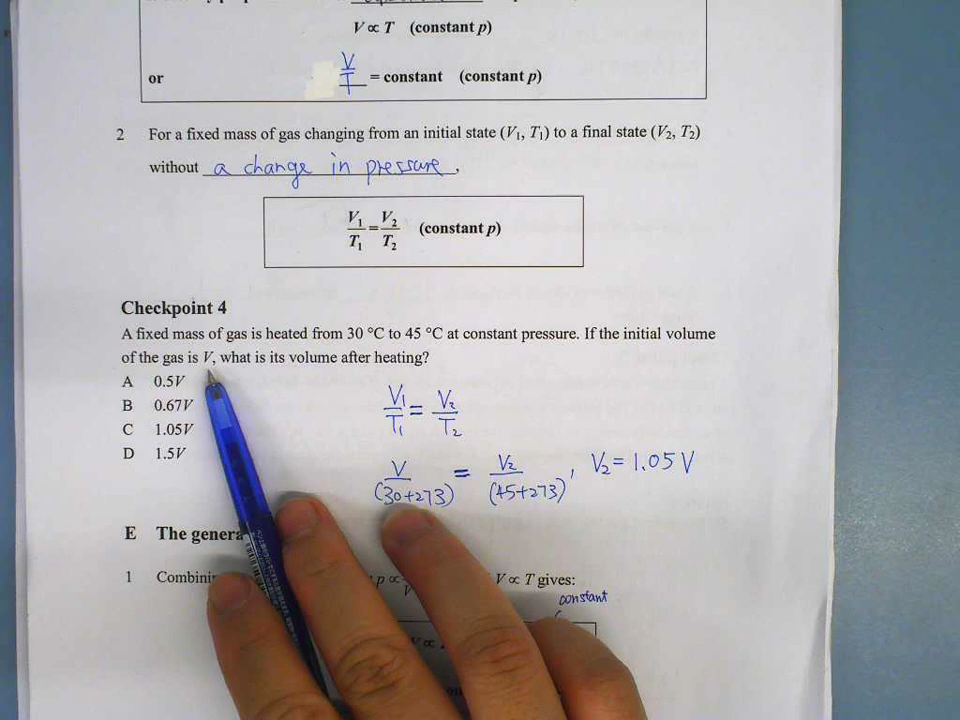 V ∝ T (constant p)
or V/T = constant (constant p)
2 For a fixed mass of gas changing from an initial state (V₁, T₁) to a final state (V₂, T₂)
without a change in pressure,
V₁/T₁ = V₂/T₂ (constant p)
Checkpoint 4
A fixed mass of gas is heated from 30 °C to 45 °C at constant pressure. If the initial volume
of the gas is V, what is its volume after heating?
A 0.5V
B 0.67V
C 1.05V
D 1.5V
V₁/T₁ = V₂/T₂
V/(30+273) = V₂/(45+273), V₂ = 1.05 V
E The genera
1 Combini p ∝ V ∝ T gives:
constant